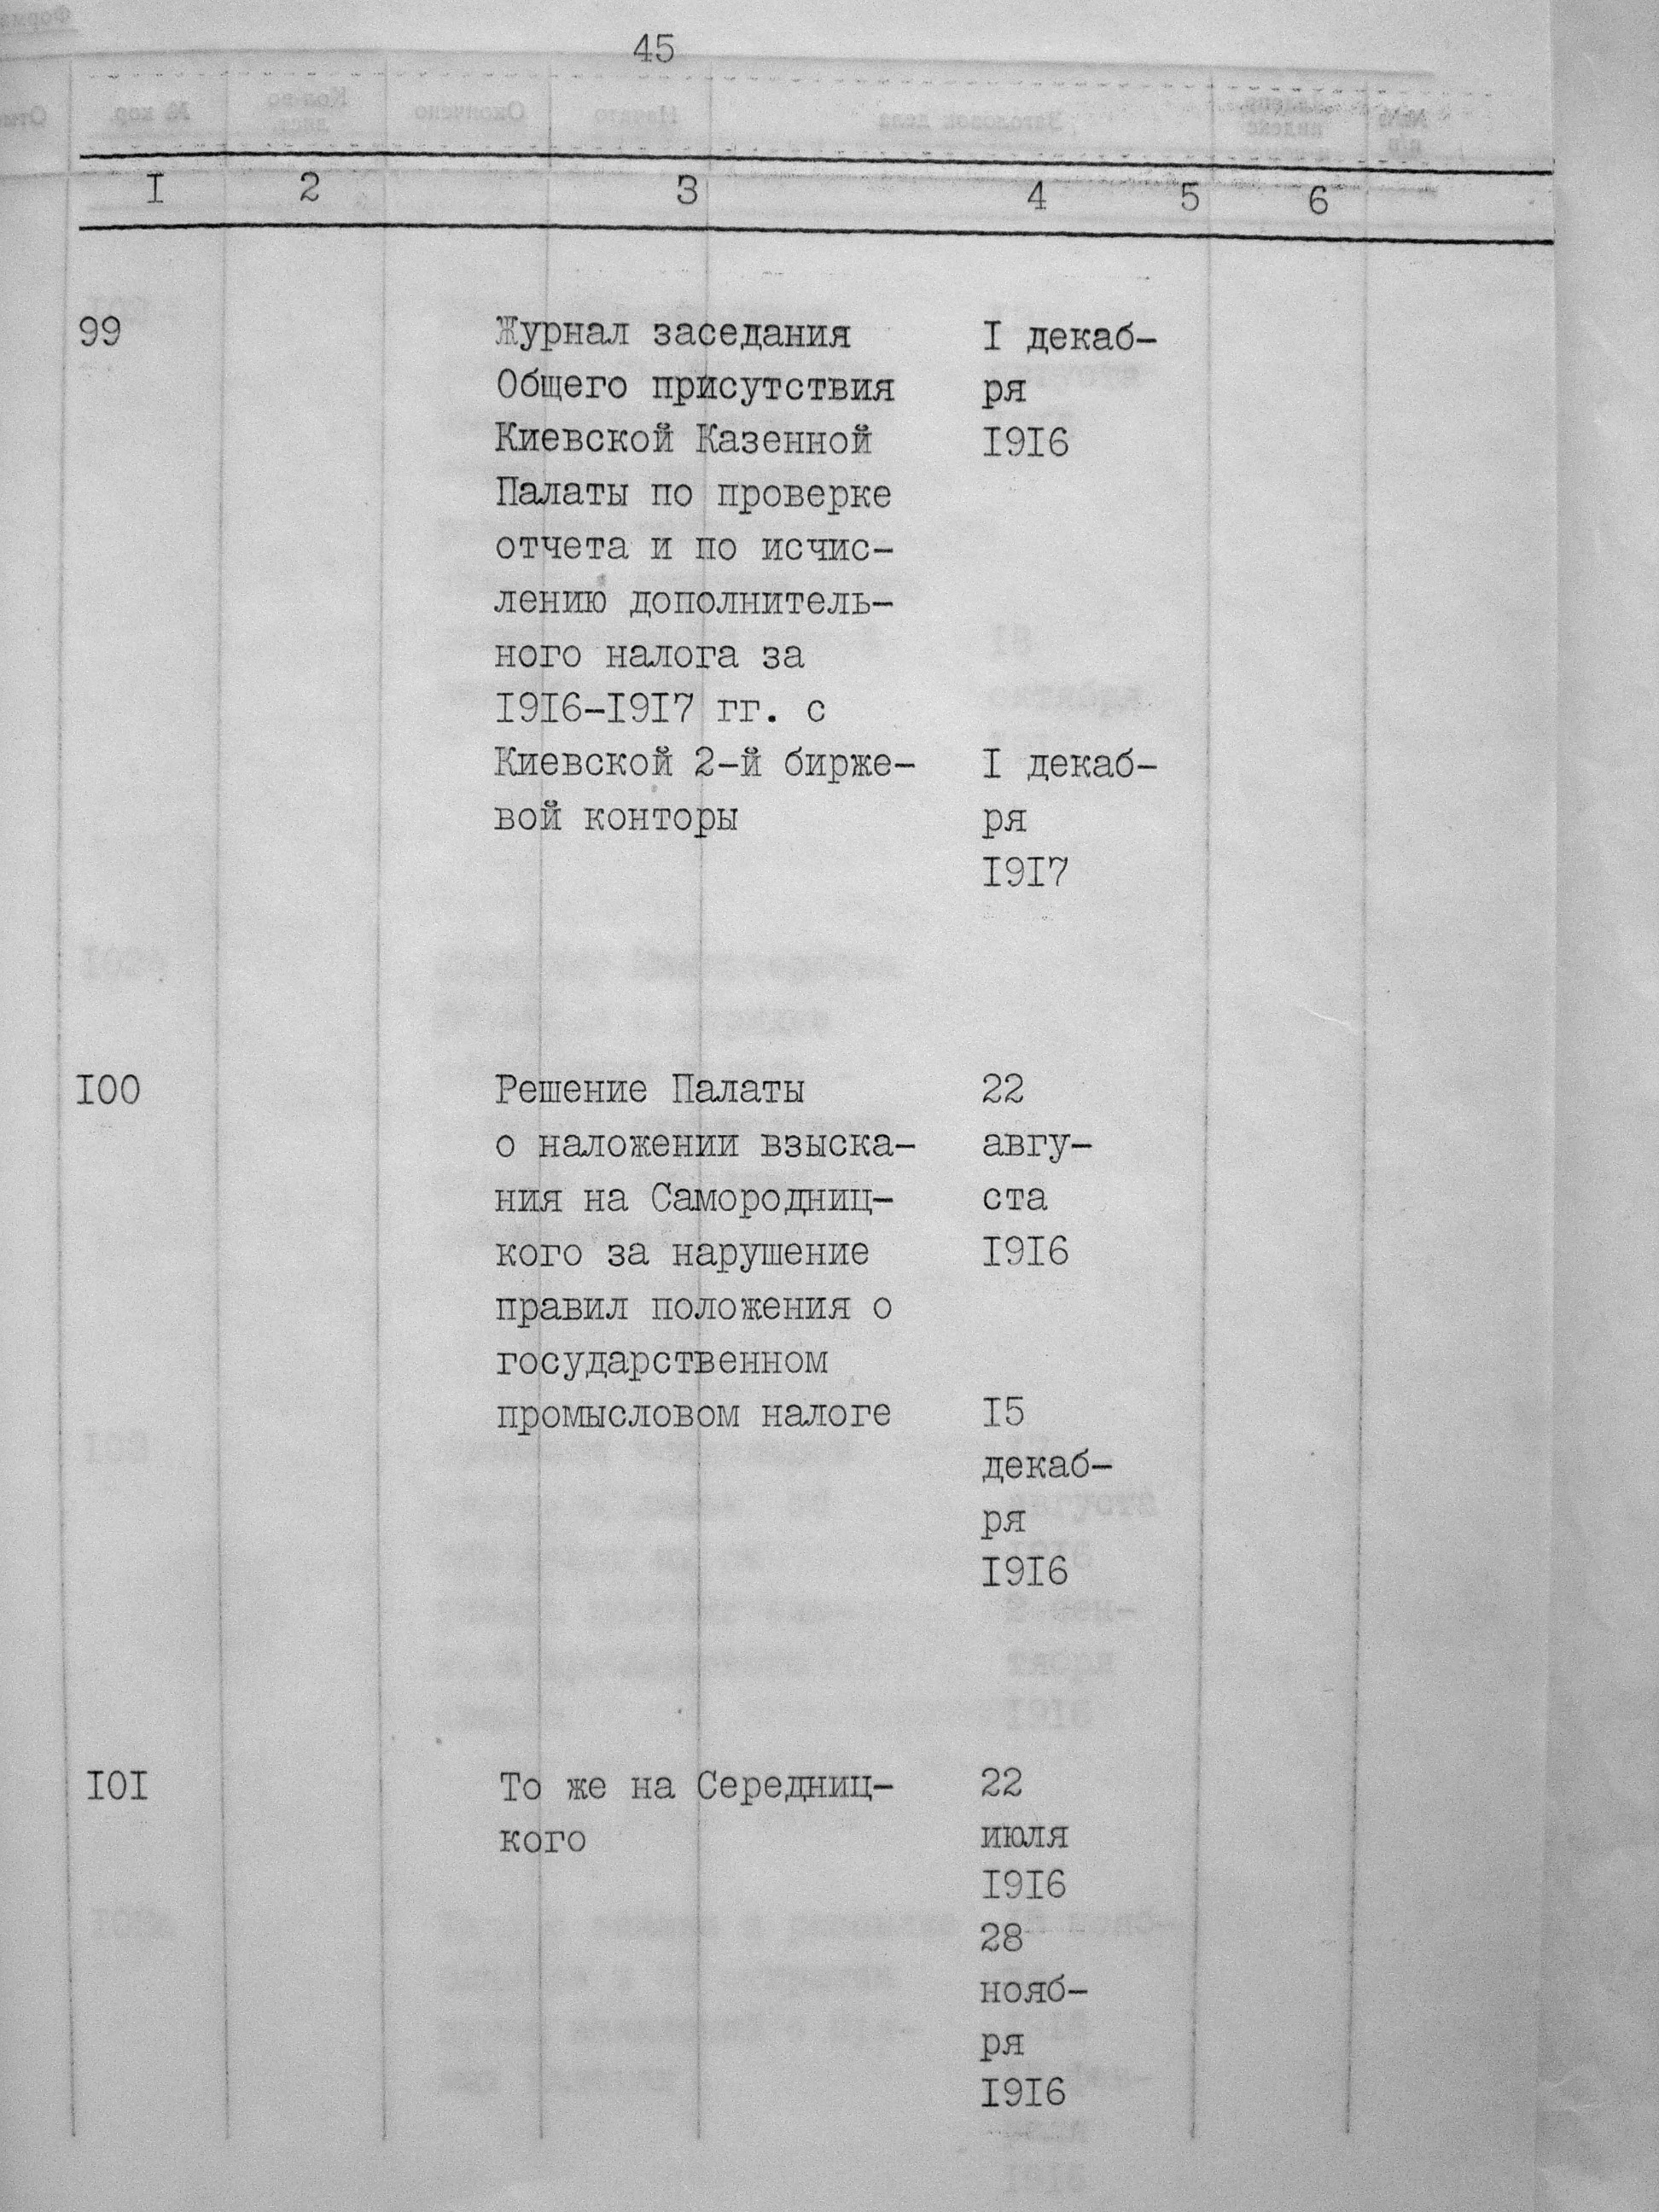 45
I 2 3 4 5 6
99 Журнал заседания I декаб-
Общего присутствия ря
Киевской Казенной I9I6
Палаты по проверке
отчета и по исчис-
лению дополнитель-
ного налога за
I9I6-I9I7 гг. с
Киевской 2-й бирже- I декаб-
вой конторы ря
I9I7
I00 Решение Палаты 22
о наложении взыска- авгу-
ния на Самородниц- ста
кого за нарушение I9I6
правил положения о
государственном
промысловом налоге I5
декаб-
ря
I9I6
I0I То же на Середниц- 22
кого июля
I9I6
28
нояб-
ря
I9I6